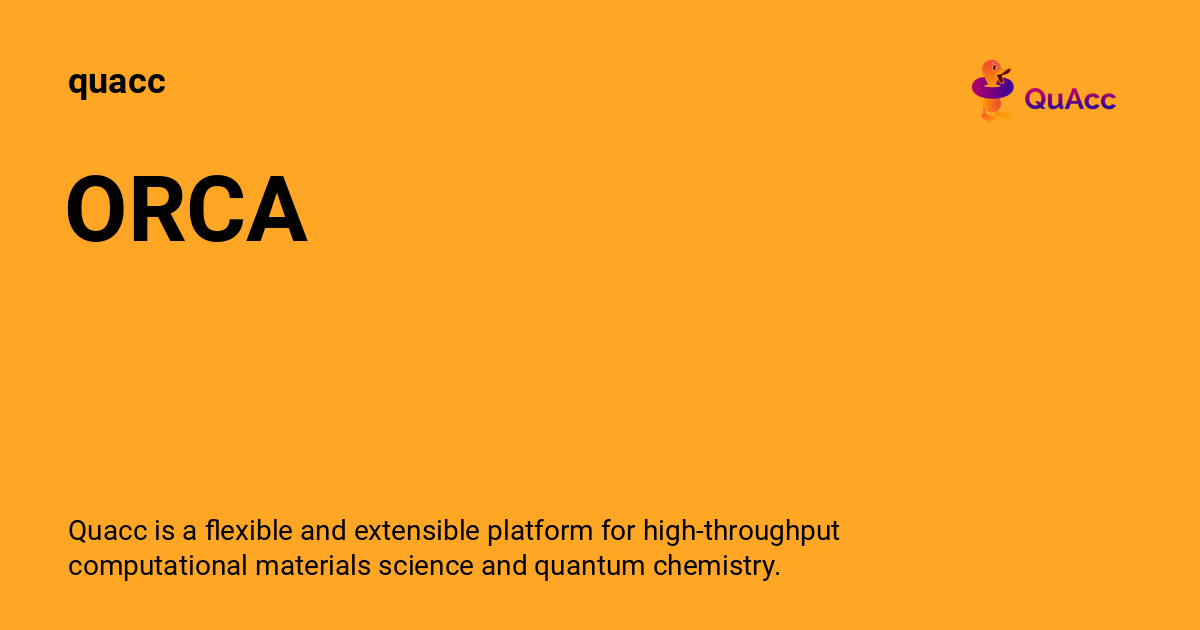 quacc
QuAcc
ORCA
Quacc is a flexible and extensible platform for high-throughput
computational materials science and quantum chemistry.